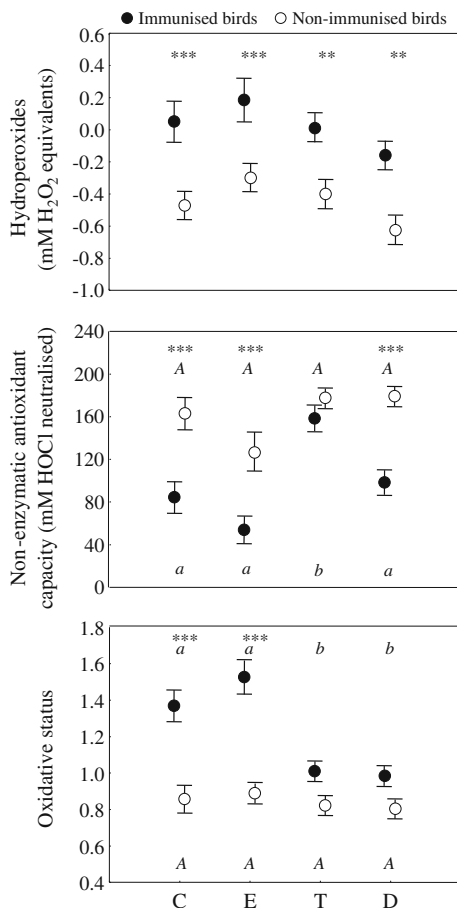 Immunised birds Non-immunised birds
Hydroperoxides
(mM H₂O₂ equivalents)
0.6
0.4
0.2
0.0
-0.2
-0.4
-0.6
-0.8
-1.0
*** *** ** **
Non-enzymatic antioxidant
capacity (mM HOCl neutralised)
240
200
160
120
80
40
0
*** *** ***
A A A A
a a b a
Oxidative status
1.8
1.6
1.4
1.2
1.0
0.8
0.6
0.4
*** ***
a a b b
A A A A
C E T D